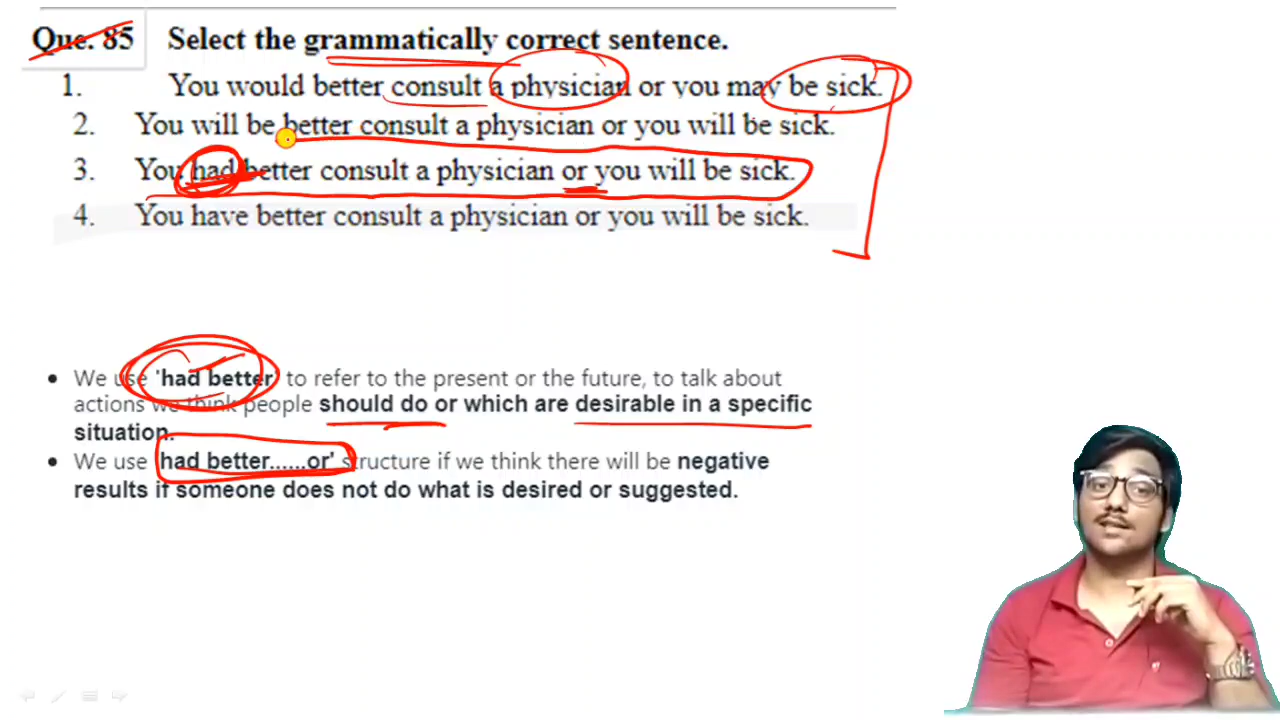 Que. 85 Select the grammatically correct sentence.
1. You would better consult a physician or you may be sick.
2. You will be better consult a physician or you will be sick.
3. You had better consult a physician or you will be sick.
4. You have better consult a physician or you will be sick.
• We use 'had better' to refer to the present or the future, to talk about
actions we think people should do or which are desirable in a specific
situation.
• We use 'had better......or' structure if we think there will be negative
results if someone does not do what is desired or suggested.